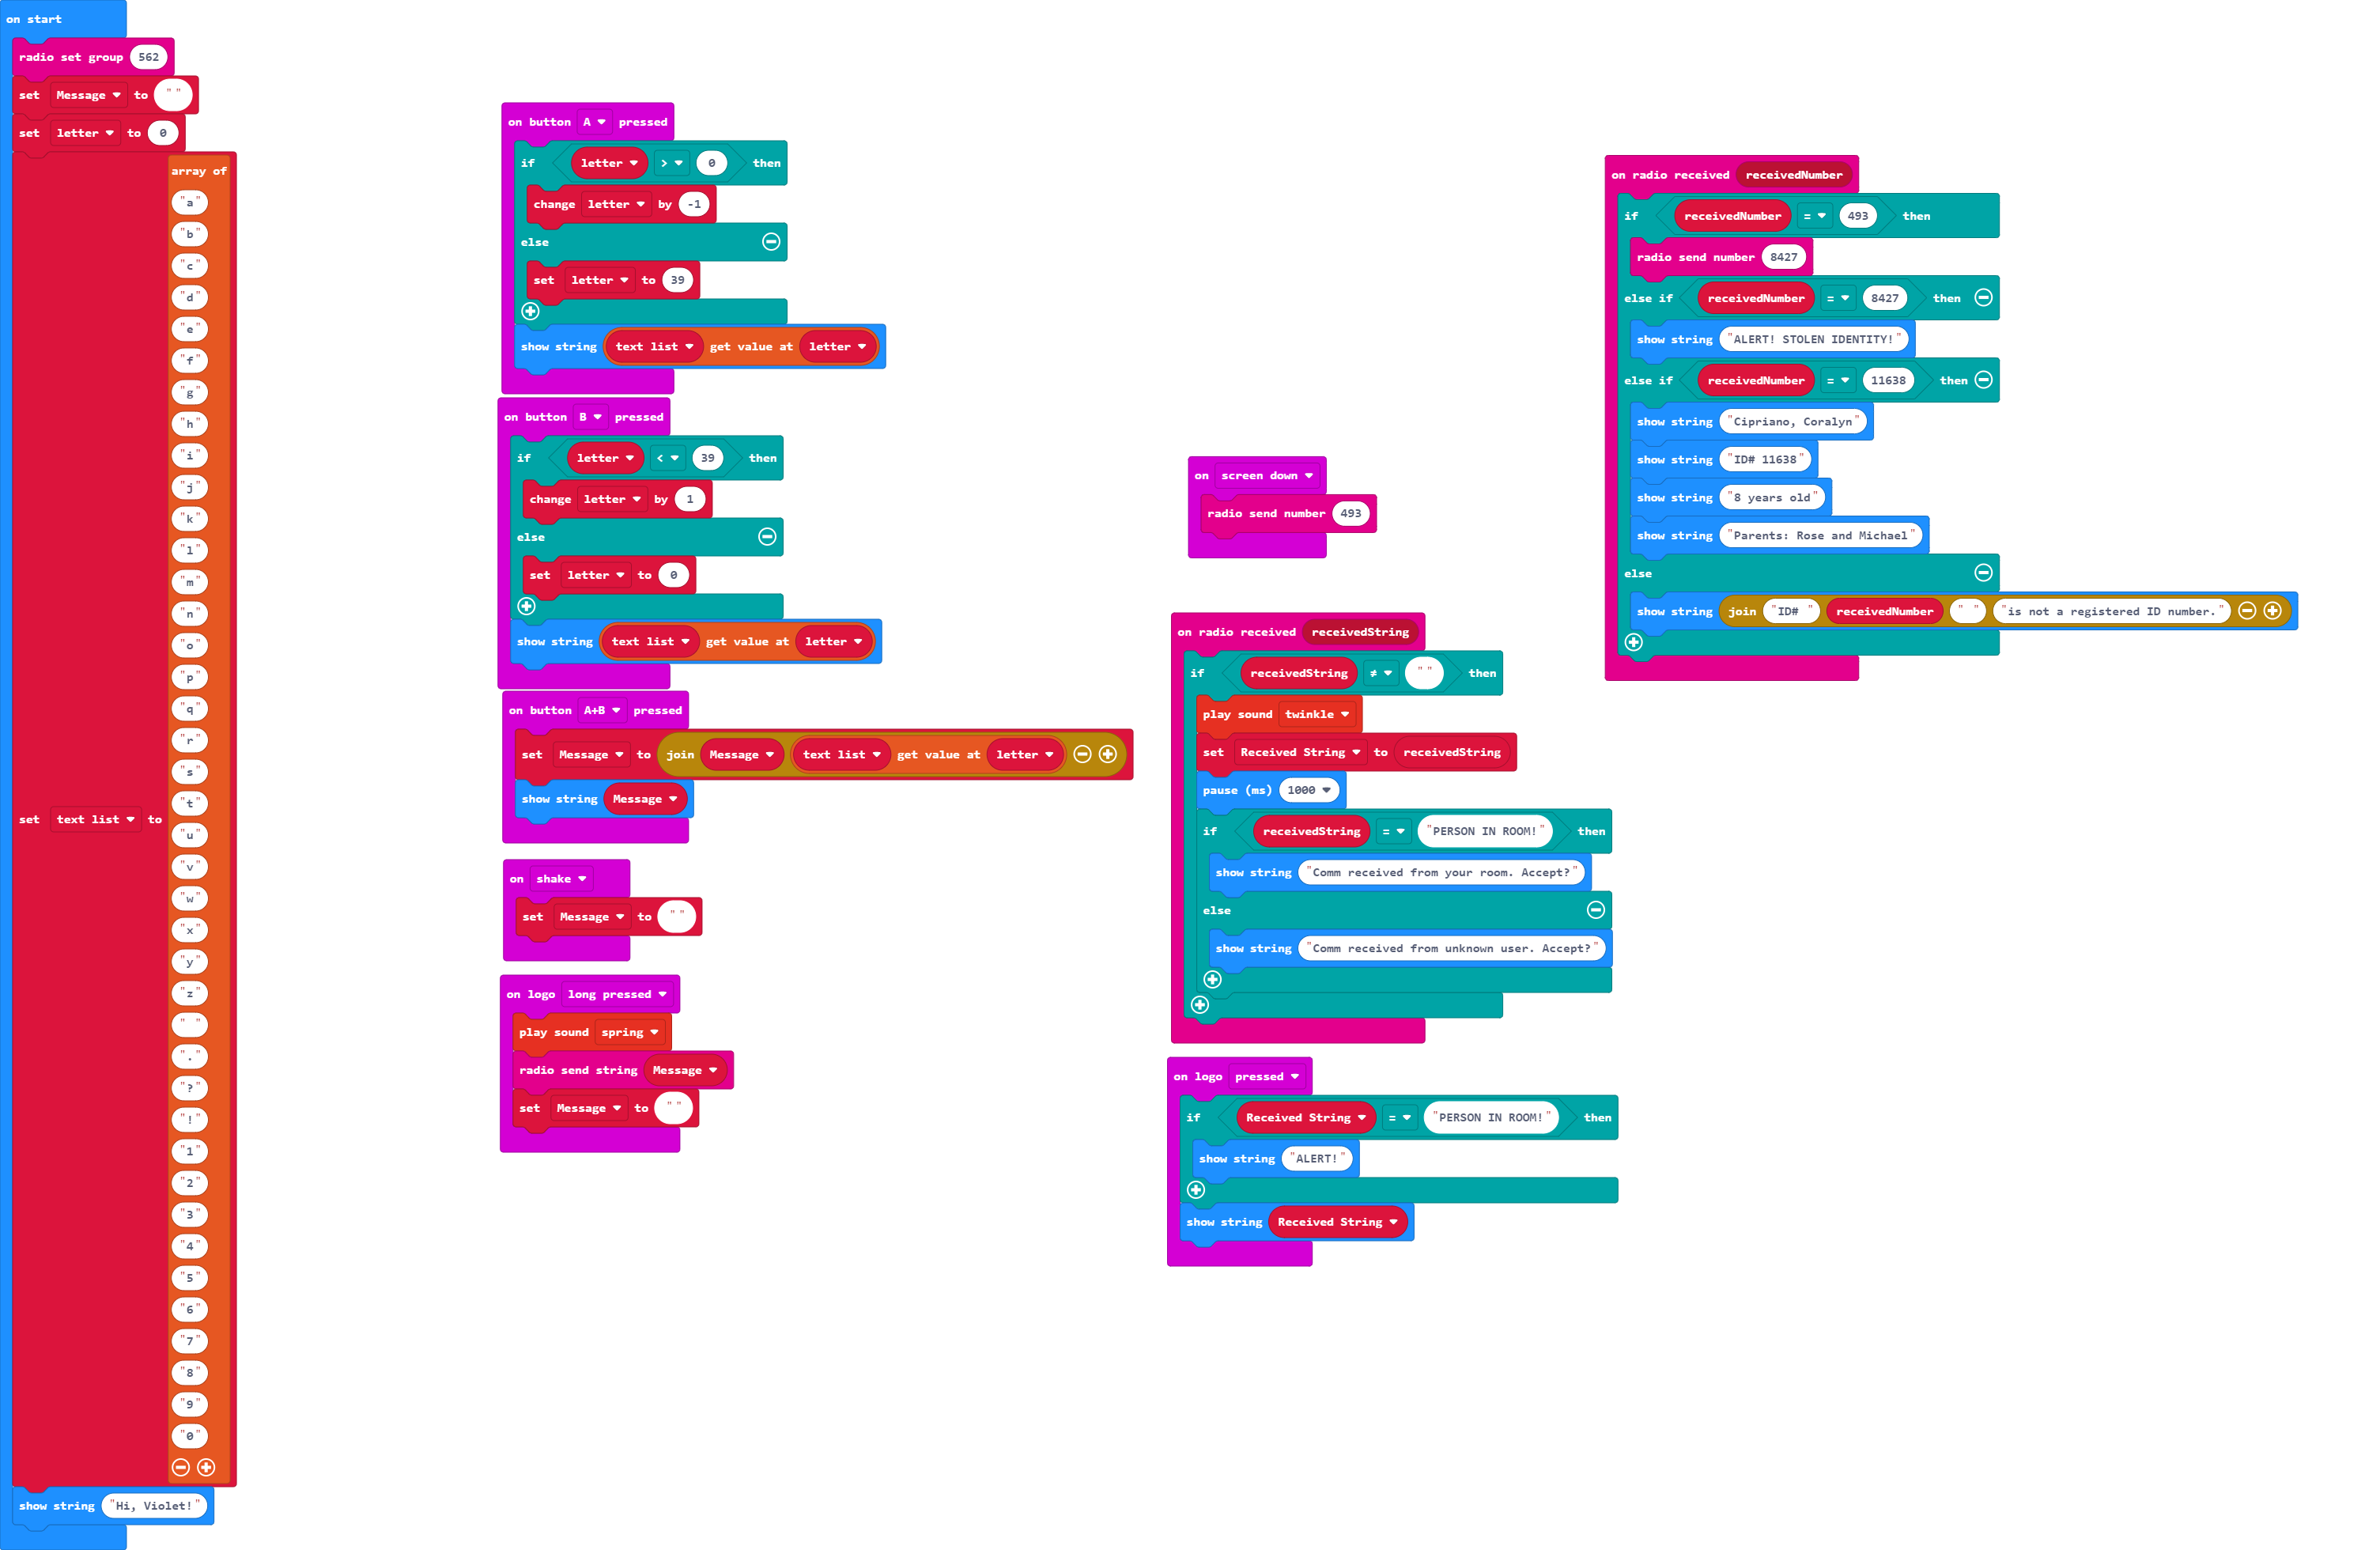 on start
radio set group 562
set Message to " "
set letter to 0
set text list to
array of
"a"
"b"
"c"
"d"
"e"
"f"
"g"
"h"
"i"
"j"
"k"
"l"
"m"
"n"
"o"
"p"
"q"
"r"
"s"
"t"
"u"
"v"
"w"
"x"
"y"
"z"
" "
"."
"?"
"!"
"1"
"2"
"3"
"4"
"5"
"6"
"7"
"8"
"9"
"0"
show string "Hi, Violet!"
on button A pressed
if letter > 0 then
change letter by -1
else
set letter to 39
show string text list get value at letter
on button B pressed
if letter < 39 then
change letter by 1
else
set letter to 0
show string text list get value at letter
on button A+B pressed
set Message to join Message text list get value at letter
show string Message
on shake
set Message to " "
on logo long pressed
play sound spring
radio send string Message
set Message to " "
on screen down
radio send number 493
on radio received receivedString
if receivedString ≠ " " then
play sound twinkle
set Received String to receivedString
pause (ms) 1000
if receivedString = "PERSON IN ROOM!" then
show string "Comm received from your room. Accept?"
else
show string "Comm received from unknown user. Accept?"
on logo pressed
if Received String = "PERSON IN ROOM!" then
show string "ALERT!"
show string Received String
on radio received receivedNumber
if receivedNumber = 493 then
radio send number 8427
else if receivedNumber = 8427 then
show string "ALERT! STOLEN IDENTITY!"
else if receivedNumber = 11638 then
show string "Cipriano, Coralyn"
show string "ID# 11638"
show string "8 years old"
show string "Parents: Rose and Michael"
else
show string join "ID# " receivedNumber " " "is not a registered ID number."